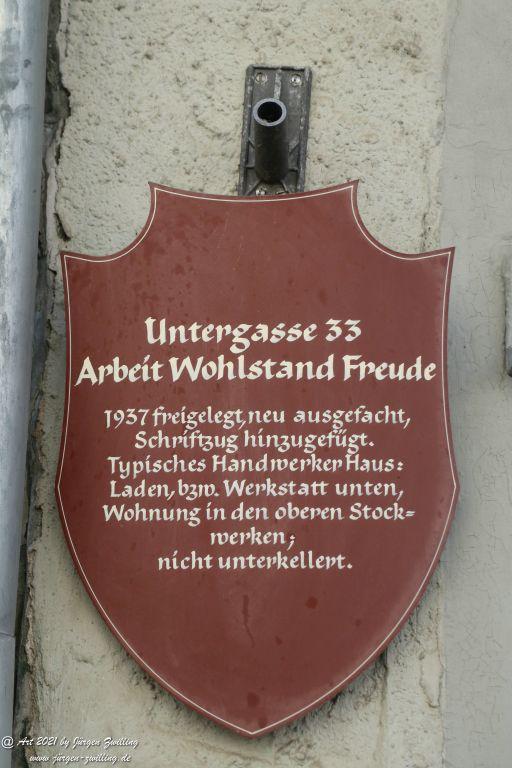 Untergasse 33
Arbeit Wohlstand Freude
1937 freigelegt, neu ausgefacht,
Schriftzug hinzugefügt.
Typisches Handwerker Haus:
Laden, bzw. Werkstatt unten,
Wohnung in den oberen Stock=
werken;
nicht unterkellert.
@ Art 2021 by Jürgen Zwilling
www.jürgen-zwilling.de